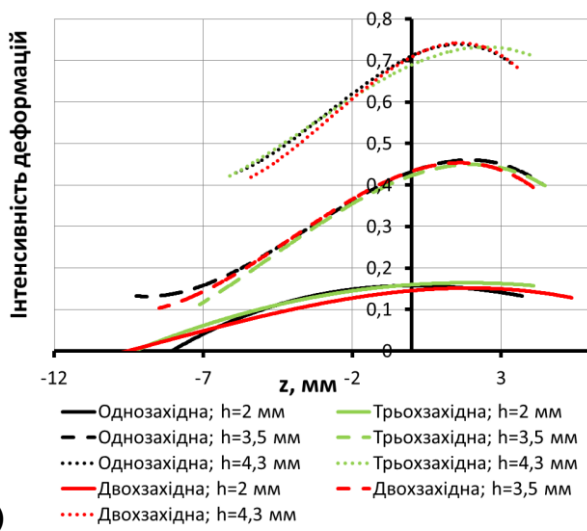 Інтенсивність деформацій
0,8
0,7
0,6
0,5
0,4
0,3
0,2
0,1
0
-12
-7
-2
3
z, мм
Однозахідна; h=2 мм
Трьохзахідна; h=2 мм
Однозахідна; h=3,5 мм
Трьохзахідна; h=3,5 мм
Однозахідна; h=4,3 мм
Трьохзахідна; h=4,3 мм
Двохзахідна; h=2 мм
Двохзахідна; h=3,5 мм
Двохзахідна; h=4,3 мм
)